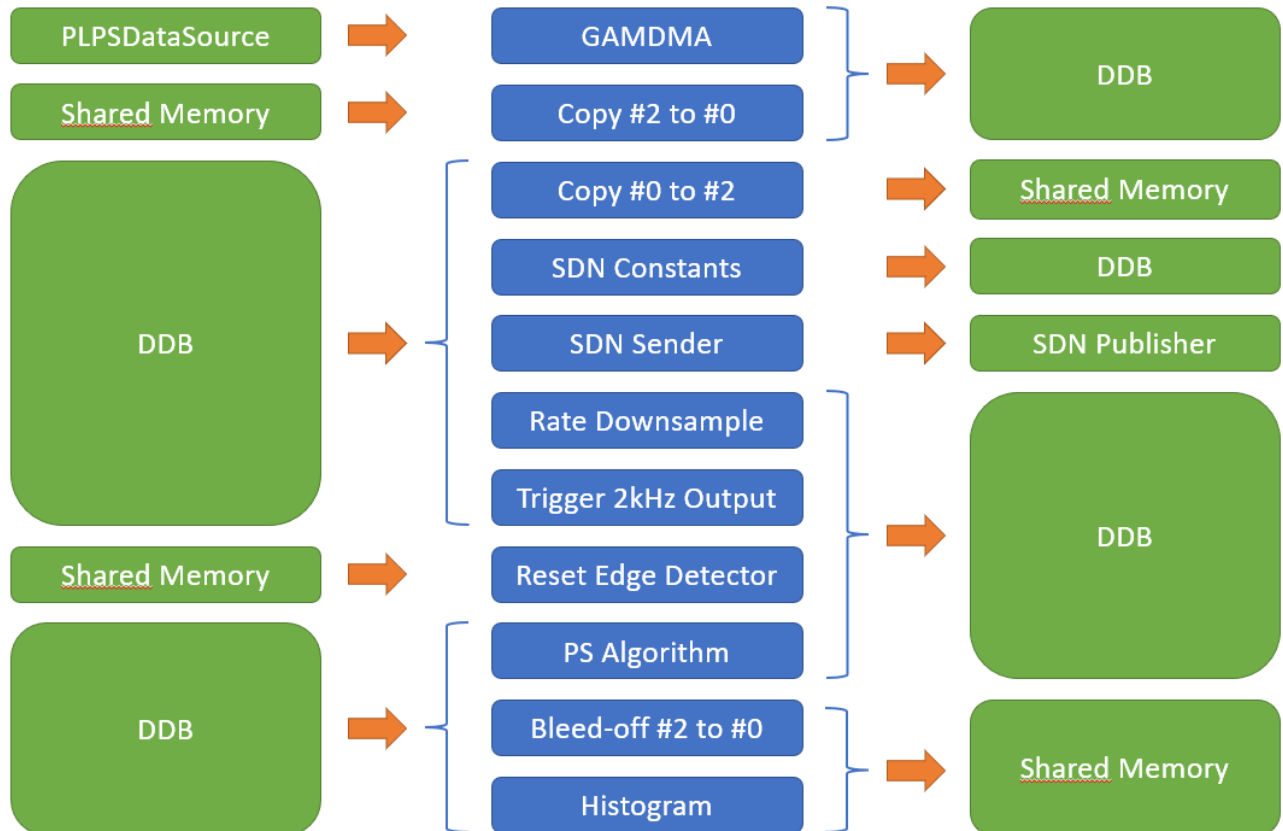 PLPSDataSource
GAMDMA
DDB
Shared Memory
Copy #2 to #0
DDB
Copy #0 to #2
Shared Memory
SDN Constants
DDB
SDN Sender
SDN Publisher
Rate Downsample
Trigger 2kHz Output
DDB
Shared Memory
Reset Edge Detector
DDB
PS Algorithm
Bleed-off #2 to #0
Histogram
Shared Memory